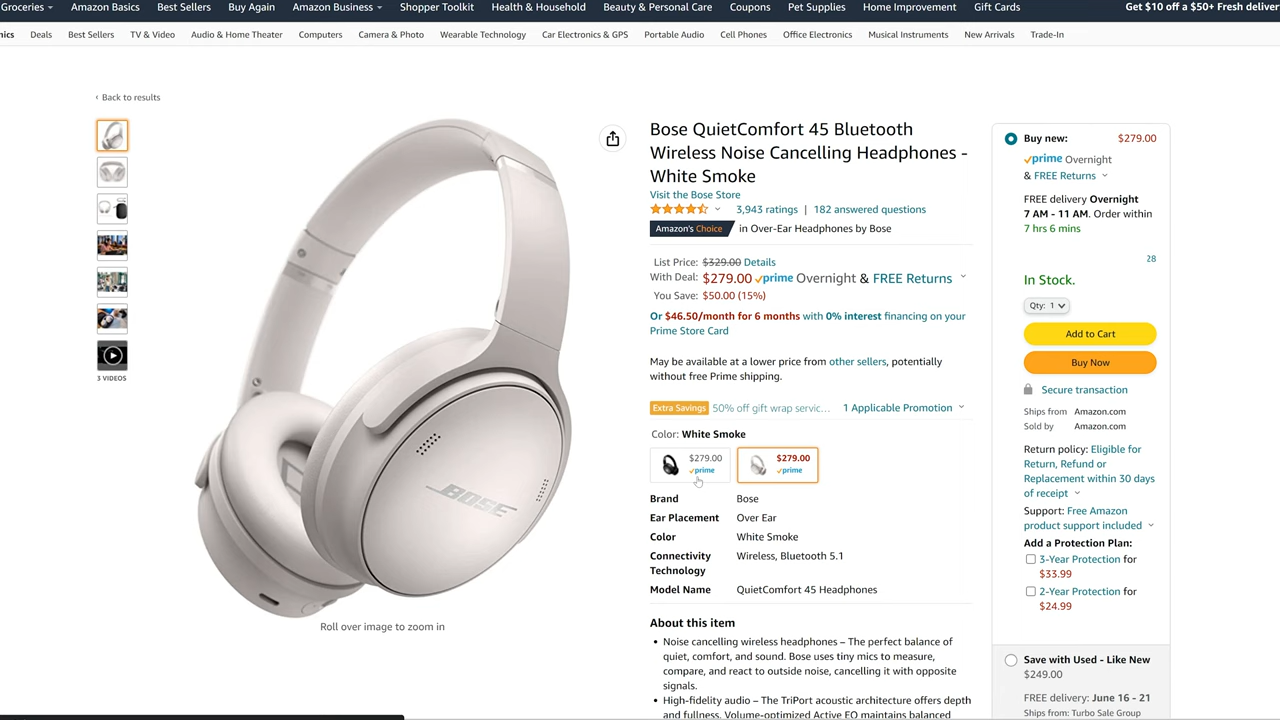 Groceries
Amazon Basics
Best Sellers
Buy Again
Amazon Business
Shopper Toolkit
Health & Household
Beauty & Personal Care
Coupons
Pet Supplies
Home Improvement
Gift Cards
Get $10 off a $50+ Fresh
Deals
Best Sellers
TV & Video
Audio & Home Theater
Computers
Camera & Photo
Wearable Technology
Car Electronics & GPS
Portable Audio
Cell Phones
Office Electronics
Musical Instruments
New Arrivals
Trade-In
‹ Back to results
3 VIDEOS
BOSE
Roll over image to zoom in
Bose QuietComfort 45 Bluetooth
Wireless Noise Cancelling Headphones -
White Smoke
Visit the Bose Store
3,943 ratings | 182 answered questions
Amazon's Choice in Over-Ear Headphones by Bose
List Price: $329.00 Details
With Deal: $279.00 prime Overnight & FREE Returns
You Save: $50.00 (15%)
Or $46.50/month for 6 months with 0% interest financing on your
Prime Store Card
May be available at a lower price from other sellers, potentially
without free Prime shipping.
Extra Savings 50% off gift wrap servic... 1 Applicable Promotion
Color: White Smoke
$279.00
prime
$279.00
prime
Brand Bose
Ear Placement Over Ear
Color White Smoke
Connectivity Wireless, Bluetooth 5.1
Technology
Model Name QuietComfort 45 Headphones
About this item
• Noise cancelling wireless headphones – The perfect balance of
quiet, comfort, and sound. Bose uses tiny mics to measure,
compare, and react to outside noise, cancelling it with opposite
signals.
• High-fidelity audio – The TriPort acoustic architecture offers depth
and fullness. Volume-optimized Active EQ maintains balanced
Buy new: $279.00
prime Overnight
& FREE Returns
FREE delivery Overnight
7 AM - 11 AM. Order within
7 hrs 6 mins
28
In Stock.
Qty: 1
Add to Cart
Buy Now
Secure transaction
Ships from Amazon.com
Sold by Amazon.com
Return policy: Eligible for
Return, Refund or
Replacement within 30 days
of receipt
Support: Free Amazon
product support included
Add a Protection Plan:
3-Year Protection for
$33.99
2-Year Protection for
$24.99
Save with Used - Like New
$249.00
FREE delivery: June 16 - 21
Ships from: Turbo Sale Group